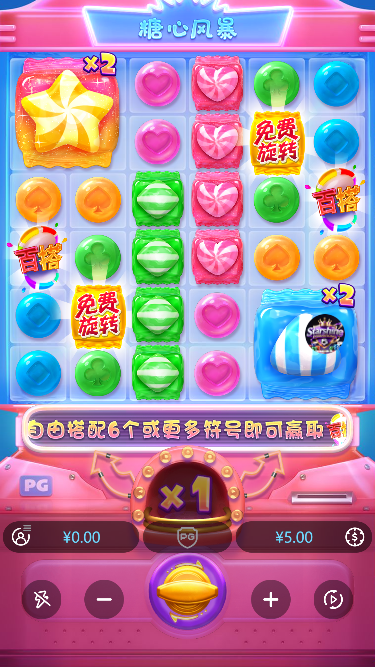 糖心风暴
×2
免费
旋转
百搭
百搭
免费
旋转
×2
Starshine
自由搭配6个或更多符号即可赢取
PG
×1
¥0.00
PG
¥5.00